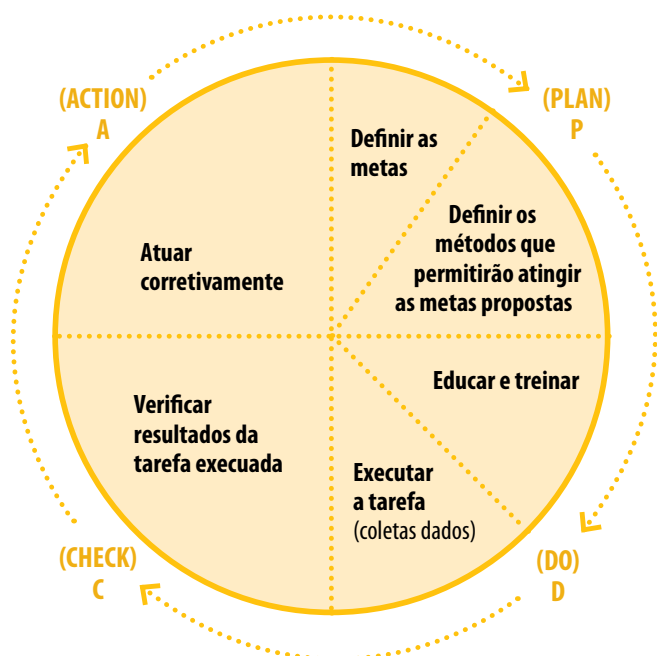 (ACTION)
A
(PLAN)
P
Definir as
metas
Definir os
métodos que
permitirão atingir
as metas propostas
Atuar
corretivamente
Educar e treinar
Verificar
resultados da
tarefa execuada
Executar
a tarefa
(coletas dados)
(CHECK)
C
(DO)
D